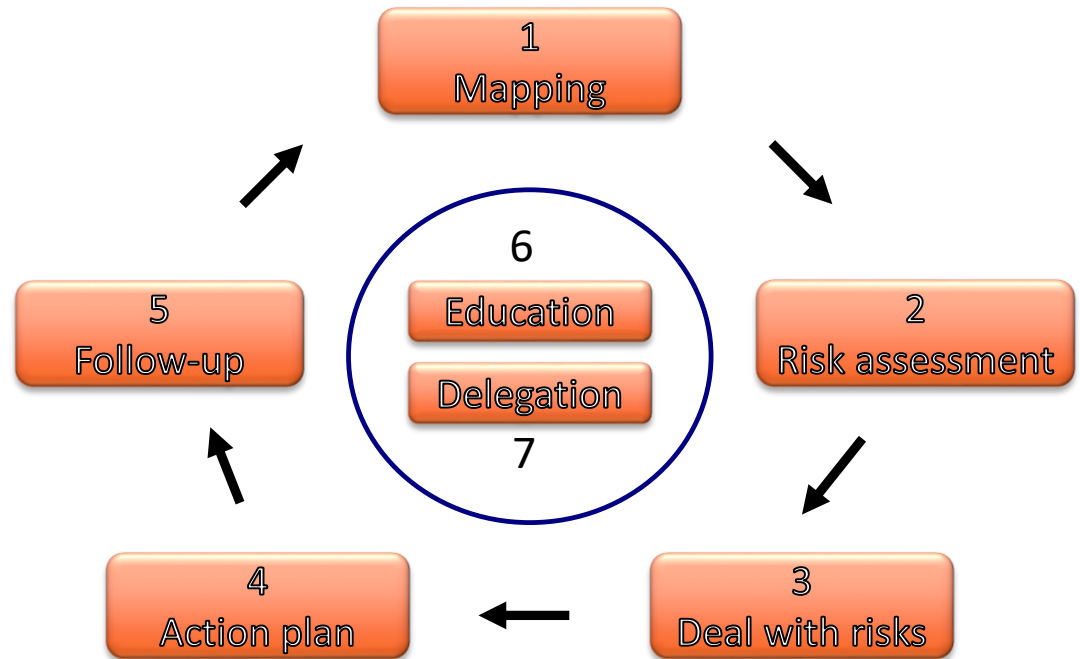 1
Mapping
2
Risk assessment
3
Deal with risks
4
Action plan
5
Follow-up
6
Education
Delegation
7